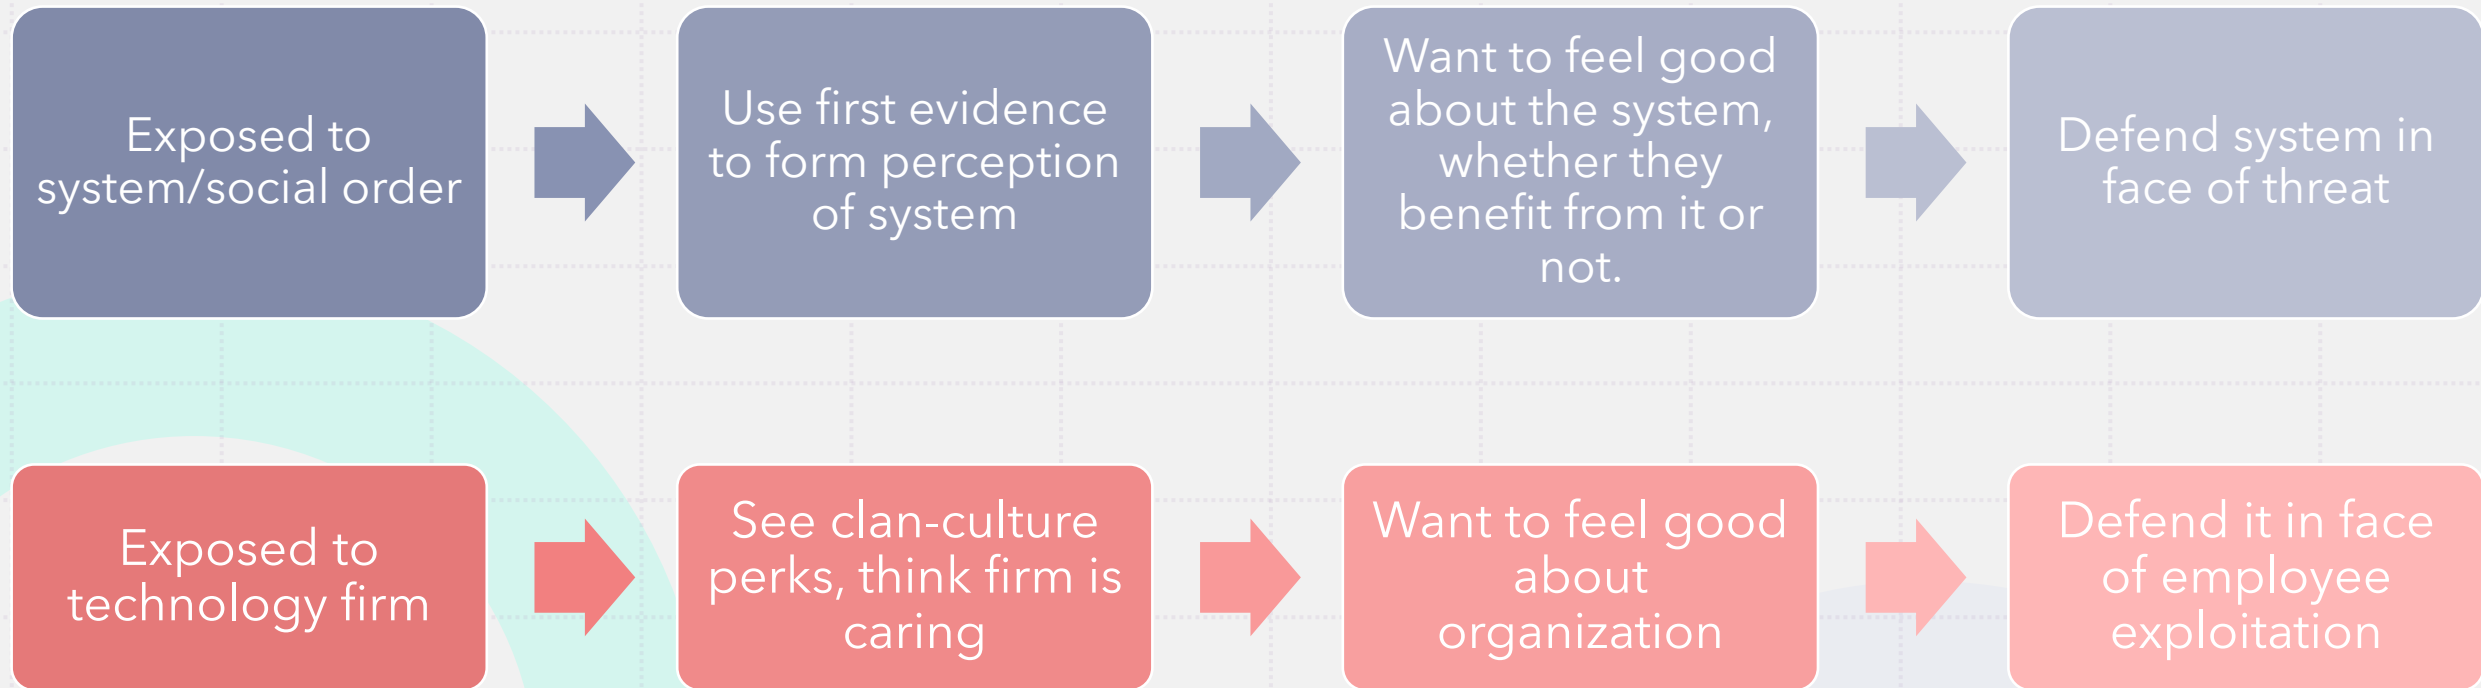 Exposed to
system/social order
Use first evidence
to form perception
of system
Want to feel good
about the system,
whether they
benefit from it or
not.
Defend system in
face of threat
Exposed to
technology firm
See clan-culture
perks, think firm is
caring
Want to feel good
about
organization
Defend it in face
of employee
exploitation